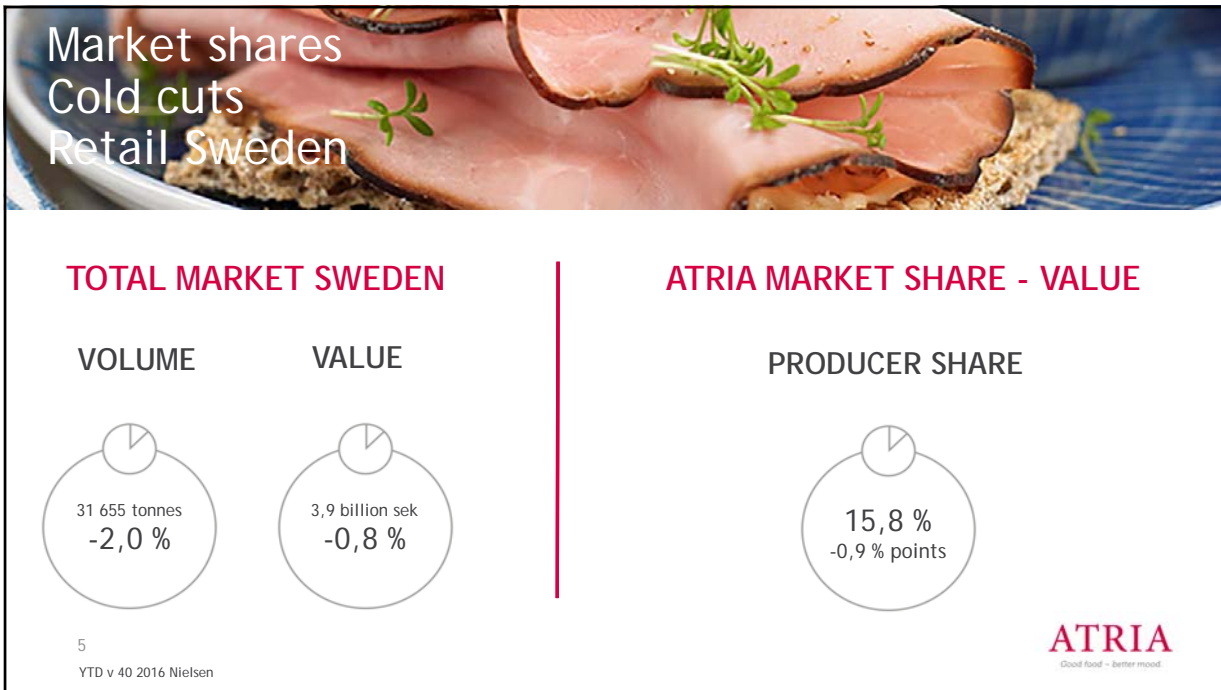 Market shares
Cold cuts
Retail Sweden
TOTAL MARKET SWEDEN
VOLUME
VALUE
31 655 tonnes
-2,0 %
3,9 billion sek
-0,8 %
ATRIA MARKET SHARE - VALUE
PRODUCER SHARE
15,8 %
-0,9 % points
5
YTD v 40 2016 Nielsen
ATRIA
Good food – better mood.